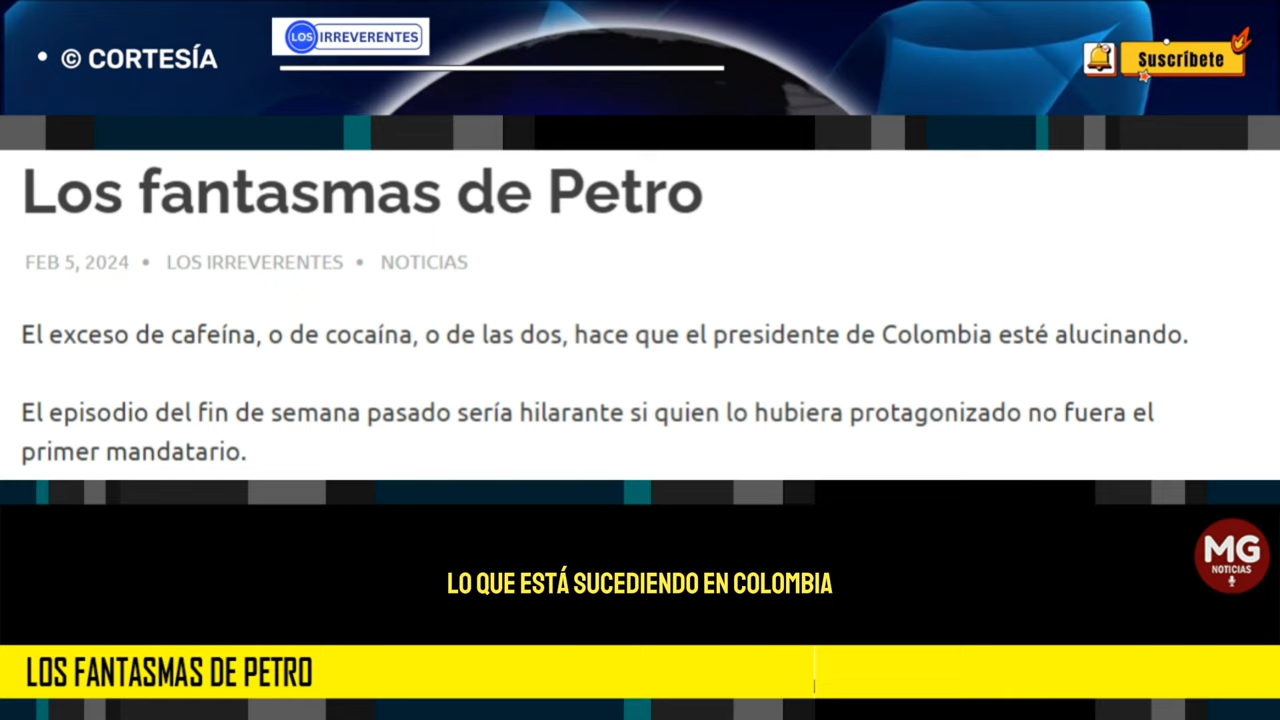 • © CORTESÍA
LOS IRREVERENTES
Suscríbete
Los fantasmas de Petro
FEB 5, 2024 • LOS IRREVERENTES • NOTICIAS
El exceso de cafeína, o de cocaína, o de las dos, hace que el presidente de Colombia esté alucinando.
El episodio del fin de semana pasado sería hilarante si quien lo hubiera protagonizado no fuera el
primer mandatario.
MG
NOTICIAS
LO QUE ESTÁ SUCEDIENDO EN COLOMBIA
LOS FANTASMAS DE PETRO